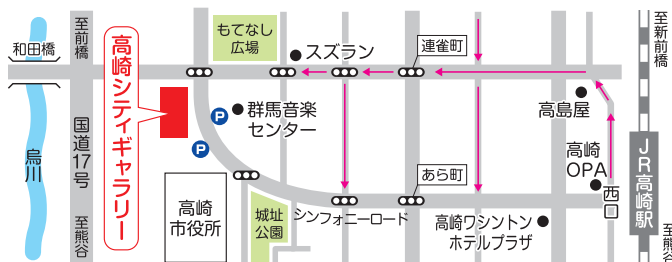 至前橋
和田橋
烏川
国道17号
至熊谷
高崎シティギャラリー
もてなし
広場
スズラン
連雀町
P
群馬音楽
センター
P
高崎
市役所
城址
公園
シンフォニーロード
あら町
高崎ワシントン
ホテルプラザ
高島屋
高崎
OPA
西口
至新前橋
JR高崎駅
至熊谷